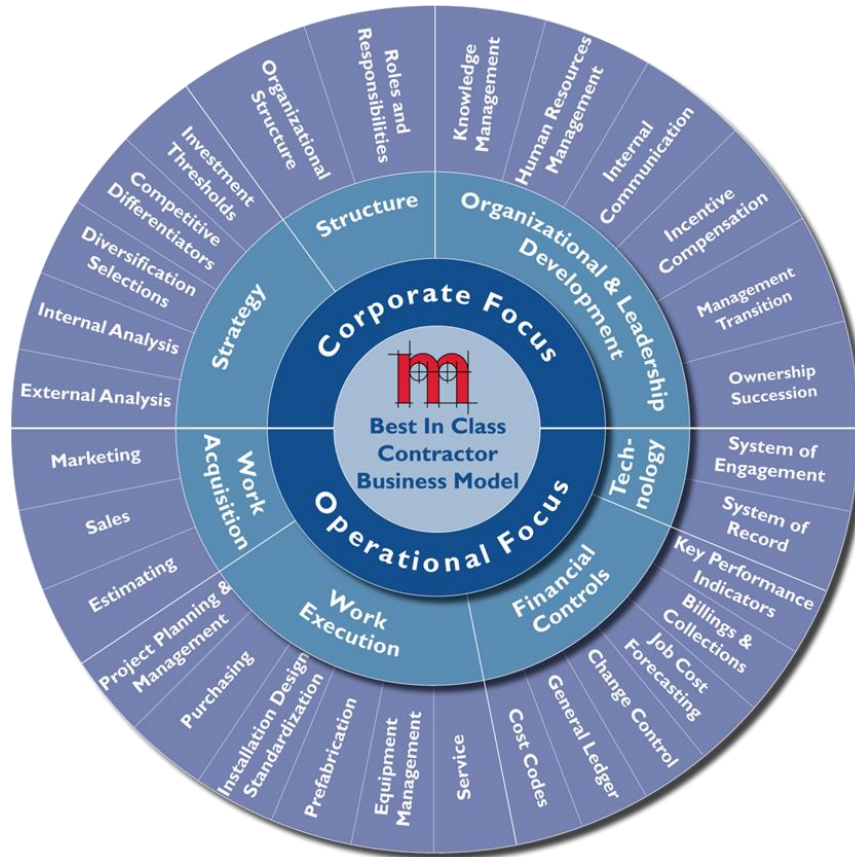 Best In Class
Contractor
Business Model
Corporate Focus
Operational Focus
Strategy
Structure
Organizational & Leadership
Development
Tech-
nology
Financial
Controls
Work
Execution
Work
Acquisition
External Analysis
Internal Analysis
Diversification
Selections
Competitive
Differentiators
Investment
Thresholds
Organizational
Structure
Roles and
Responsibilities
Knowledge
Management
Human Resources
Management
Internal
Communication
Incentive
Compensation
Management
Transition
Ownership
Succession
System of
Engagement
System of
Record
Key Performance
Indicators
Billings &
Collections
Job Cost
Forecasting
Change Control
General Ledger
Cost Codes
Service
Equipment
Management
Prefabrication
Installation Design
Standardization
Purchasing
Project Planning &
Management
Estimating
Sales
Marketing
m